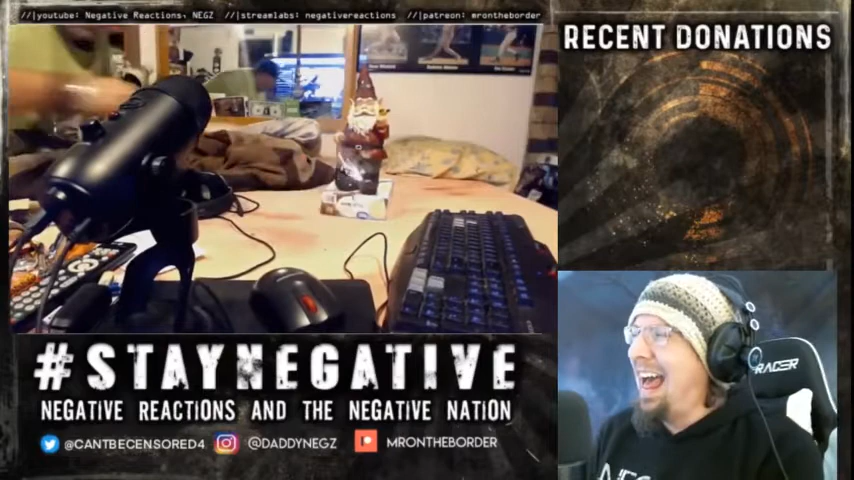 //|youtube: Negative Reactions, NEGZ //|streamlabs: negativereactions //|patreon: mrontheborder
RECENT DONATIONS
RACER
#STAYNEGATIVE
NEGATIVE REACTIONS AND THE NEGATIVE NATION
@CANTBECENSORED4 @DADDYNEGZ MRONTHEBORDER